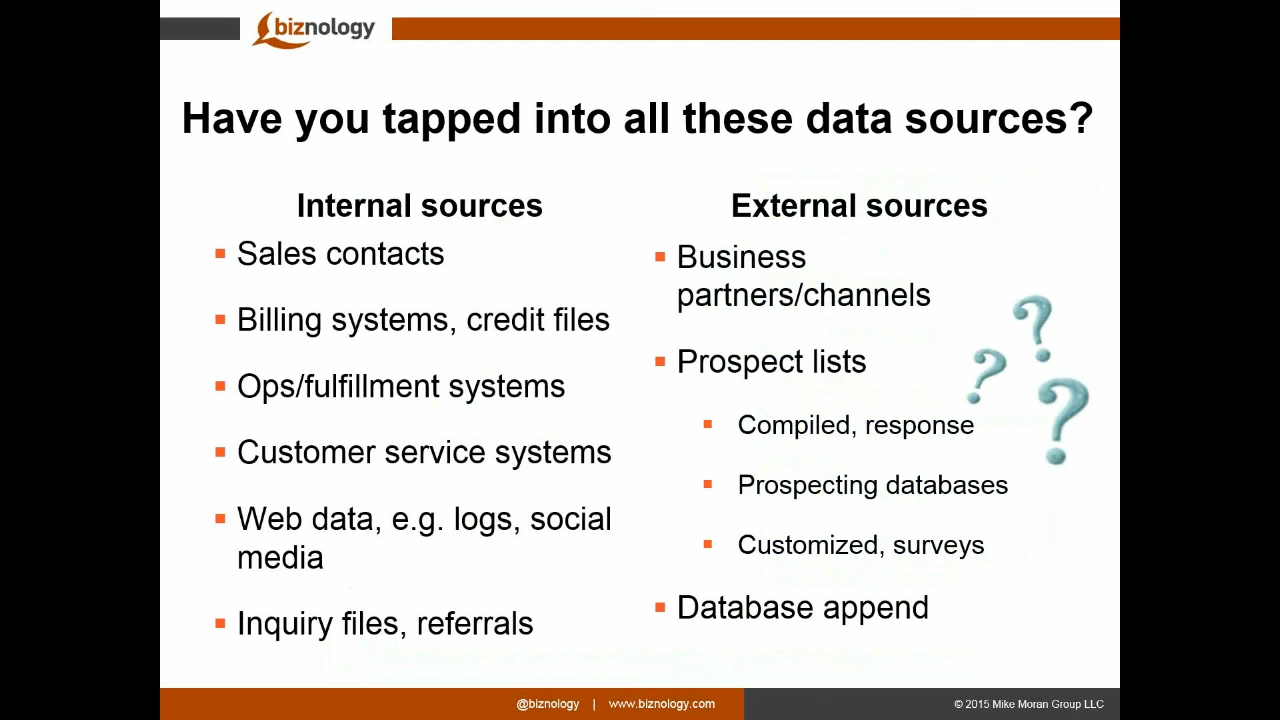 biznology
Have you tapped into all these data sources?
Internal sources
Sales contacts
Billing systems, credit files
Ops/fulfillment systems
Customer service systems
Web data, e.g. logs, social
media
Inquiry files, referrals
External sources
Business
partners/channels
Prospect lists
Compiled, response
Prospecting databases
Customized, surveys
Database append
? ? ?
@biznology | www.biznology.com
© 2015 Mike Moran Group LLC